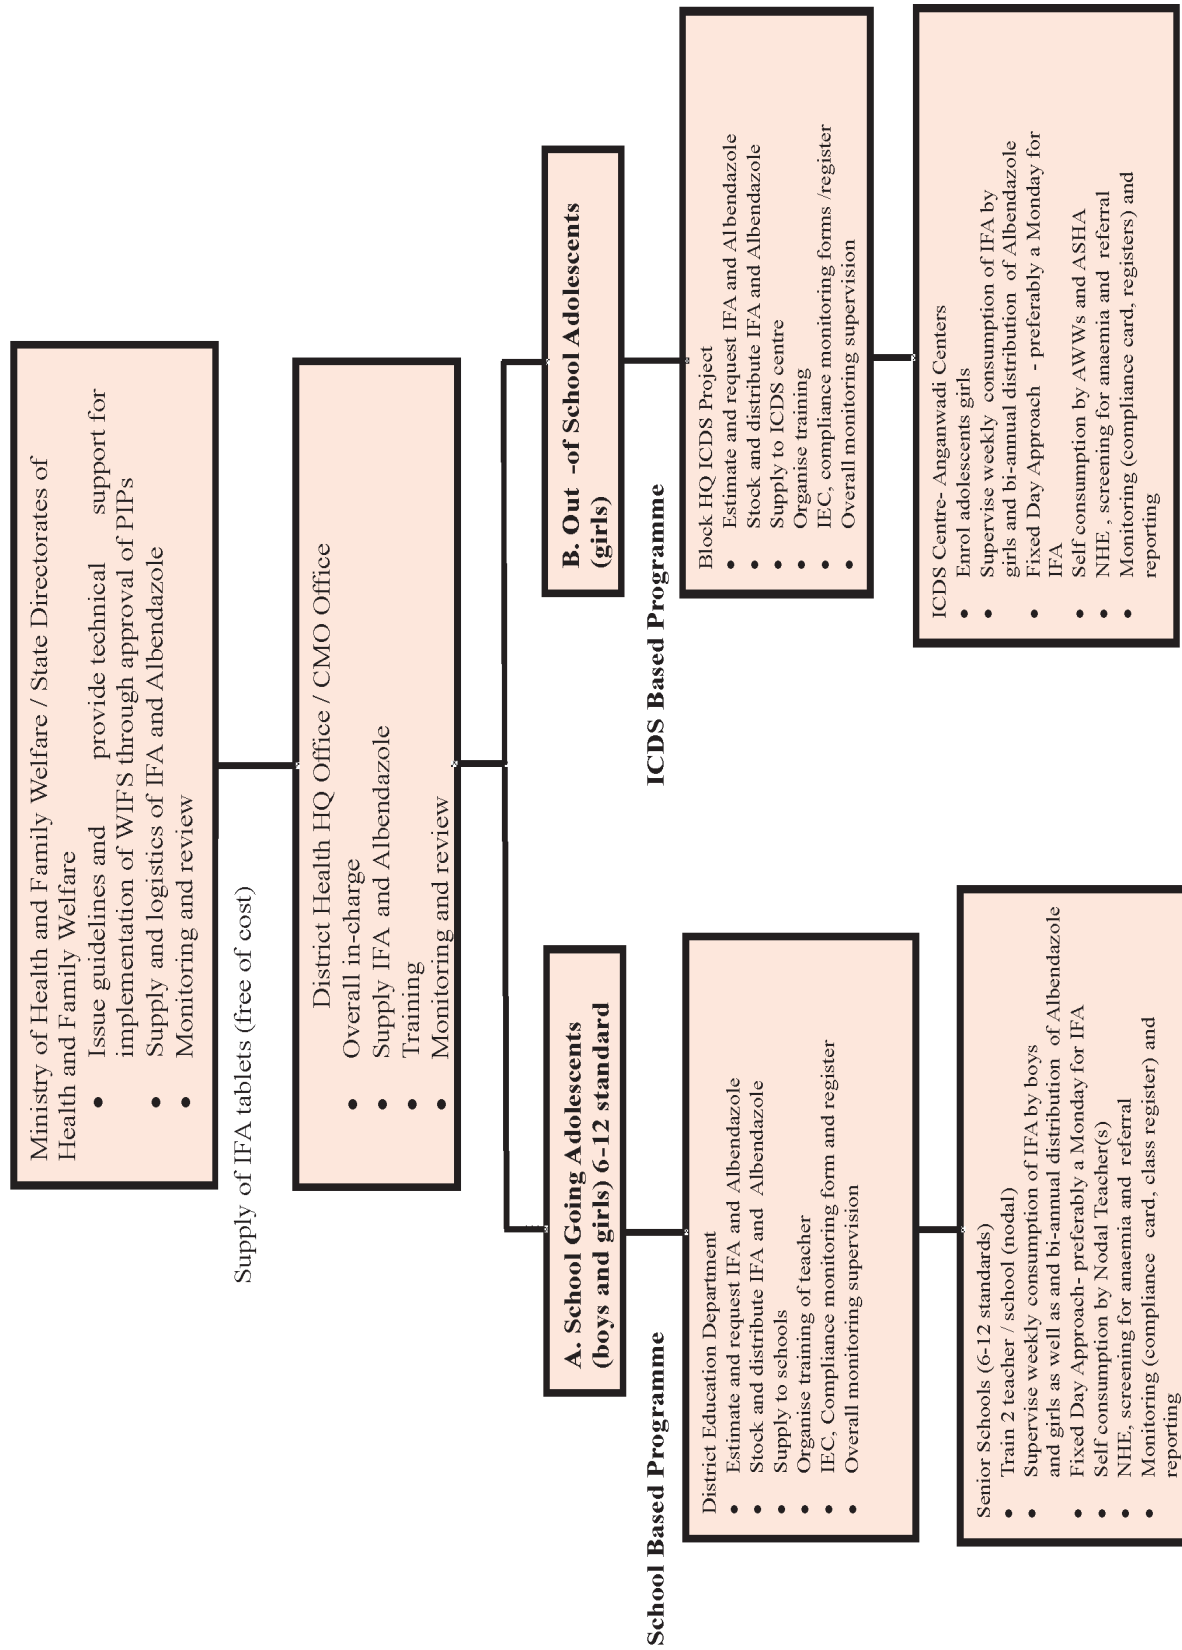 Ministry of Health and Family Welfare / State Directorates of
Health and Family Welfare
• Issue guidelines and provide technical support for
implementation of WIFS through approval of PIPs
• Supply and logistics of IFA and Albendazole
• Monitoring and review
Supply of IFA tablets (free of cost)
District Health HQ Office / CMO Office
• Overall in-charge
• Supply IFA and Albendazole
• Training
• Monitoring and review
A. School Going Adolescents
(boys and girls) 6-12 standard
School Based Programme
District Education Department
• Estimate and request IFA and Albendazole
• Stock and distribute IFA and Albendazole
• Supply to schools
• Organise training of teacher
• IEC, Compliance monitoring form and register
• Overall monitoring supervision
Senior Schools (6-12 standards)
• Train 2 teacher / school (nodal)
• Supervise weekly consumption of IFA by boys
and girls as well as and bi-annual distribution of Albendazole
• Fixed Day Approach- preferably a Monday for IFA
• Self consumption by Nodal Teacher(s)
• NHE, screening for anaemia and referral
• Monitoring (compliance card, class register) and
reporting
B. Out -of School Adolescents
(girls)
ICDS Based Programme
Block HQ ICDS Project
• Estimate and request IFA and Albendazole
• Stock and distribute IFA and Albendazole
• Supply to ICDS centre
• Organise training
• IEC, compliance monitoring forms /register
• Overall monitoring supervision
ICDS Centre- Anganwadi Centers
• Enrol adolescents girls
• Supervise weekly consumption of IFA by
girls and bi-annual distribution of Albendazole
• Fixed Day Approach - preferably a Monday for
IFA
• Self consumption by AWWs and ASHA
• NHE , screening for anaemia and referral
• Monitoring (compliance card, registers) and
reporting